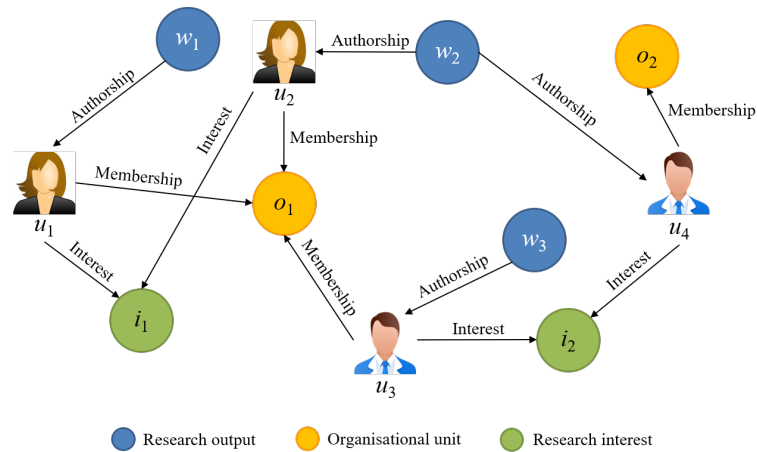 w1
Authorship
u1
Membership
Interest
i1
u2
Interest
Membership
o1
Authorship
w2
Authorship
o2
Membership
u4
Interest
w3
Authorship
Membership
u3
Interest
i2
Research output
Organisational unit
Research interest